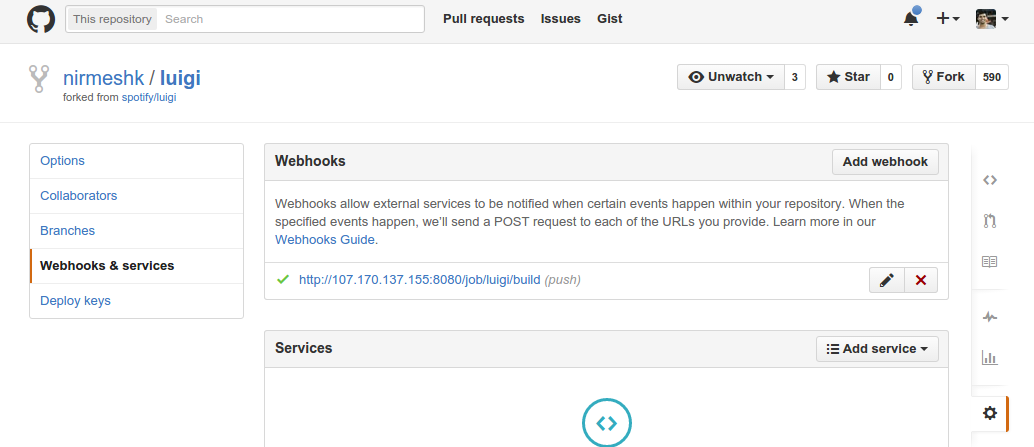 This repository Search Pull requests Issues Gist
nirmeshk / luigi
forked from spotify/luigi
Unwatch 3 Star 0 Fork 590
Options
Collaborators
Branches
Webhooks & services
Deploy keys
Webhooks Add webhook
Webhooks allow external services to be notified when certain events happen within your repository. When the
specified events happen, we'll send a POST request to each of the URLs you provide. Learn more in our
Webhooks Guide.
http://107.170.137.155:8080/job/luigi/build (push)
Services Add service